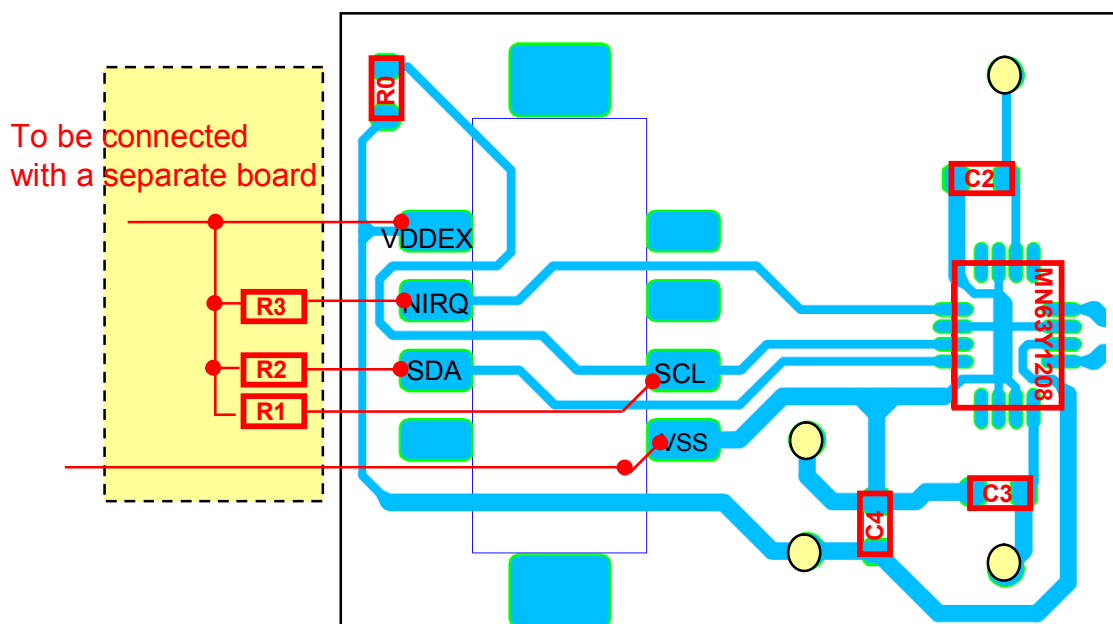 R0
To be connected
with a separate board
C2
VDDEX
R3
NIRQ
MN63Y1208
R2
SDA
SCL
R1
VSS
C3
C4